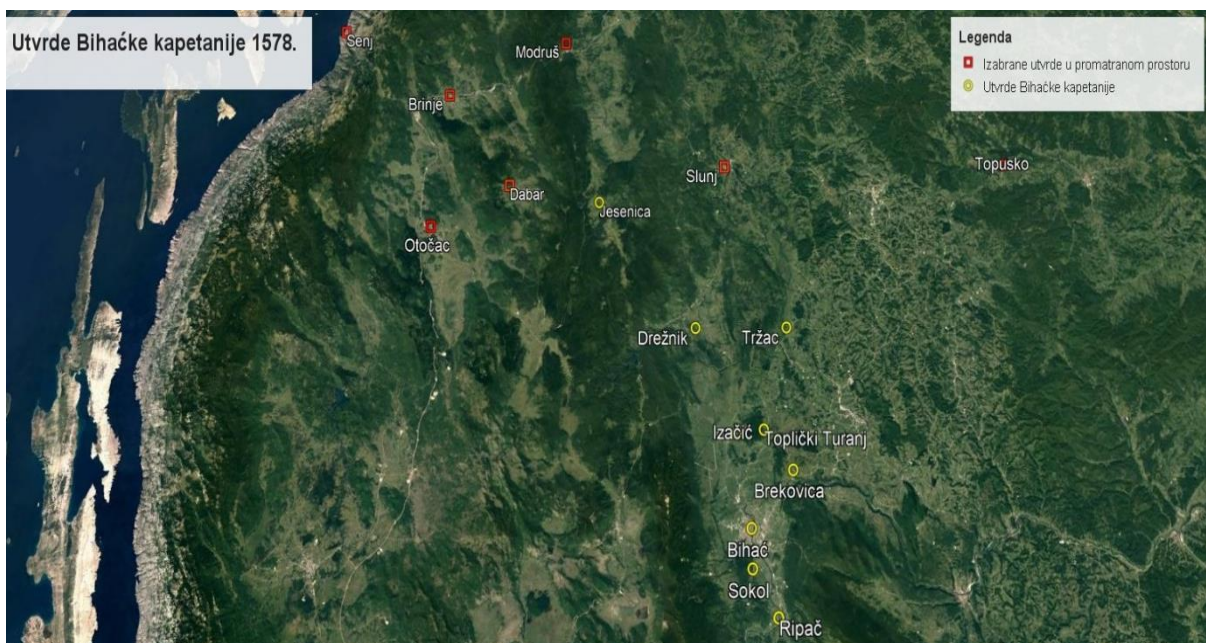 Utvrde Bihaćke kapetanije 1578.
Legenda
Izabrane utvrde u promatranom prostoru
Utvrde Bihaćke kapetanije
Senj
Modruš
Brinje
Slunj
Topusko
Dabar
Jesenica
Otočac
Drežnik
Tržac
Izačić
Toplički Turanj
Brekovica
Bihać
Sokol
Ripač